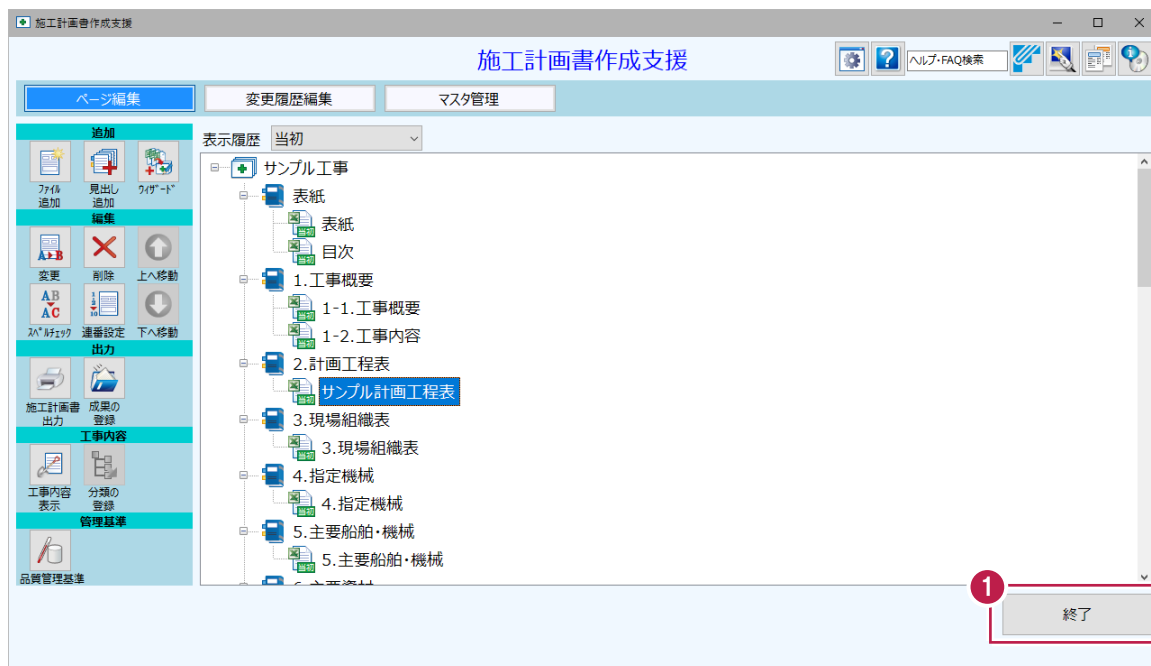 施工計画書作成支援
施工計画書作成支援
ヘルプ・FAQ検索
ページ編集
変更履歴編集
マスタ管理
追加
ファイル
追加
見出し
追加
ウィザード
編集
変更
削除
上へ移動
スペルチェック
連番設定
下へ移動
出力
施工計画書
出力
成果の
登録
工事内容
工事内容
表示
分類の
登録
管理基準
品質管理基準
表示履歴 当初
サンプル工事
表紙
表紙
目次
1.工事概要
1-1.工事概要
1-2.工事内容
2.計画工程表
サンプル計画工程表
3.現場組織表
3.現場組織表
4.指定機械
4.指定機械
5.主要船舶・機械
5.主要船舶・機械
6.主要資材
1
終了